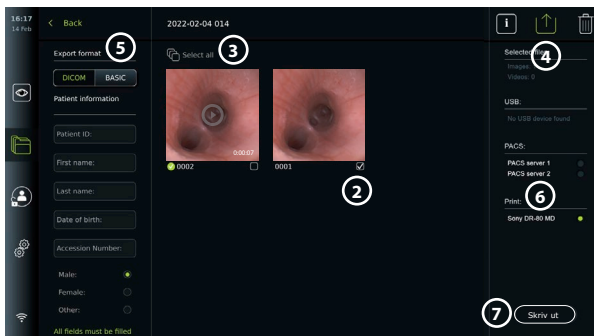 16:17
14 Feb
Back
2022-02-04 014
i
Export format
5
DICOM
BASIC
Patient information
Patient ID:
First name:
Last name:
Date of birth:
Accession Number:
Male:
Female:
Other:
All fields must be filled
Select all
3
0:00:07
0002
0001
2
4
Selected files:
Images:
Videos: 0
USB:
No USB device found
PACS:
PACS server 1
PACS server 2
6
Print:
Sony DR-80 MD
7
Skriv ut